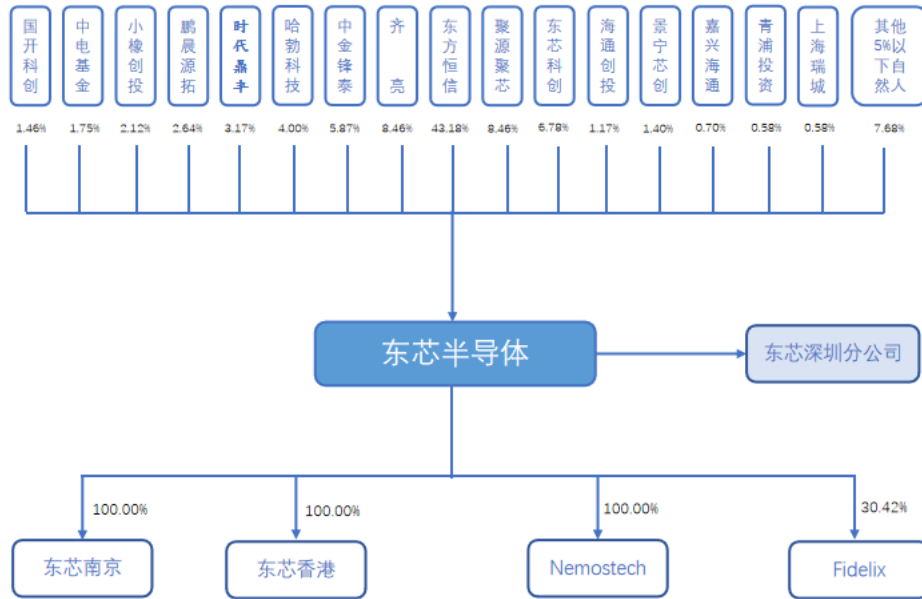 国开科创
中电基金
小橡创投
鹏晨源拓
时代鼎丰
哈勃科技
中金锋泰
齐亮
东方恒信
聚源聚芯
东芯科创
海通创投
景宁芯创
嘉兴海通
青浦投资
上海瑞城
其他5%以下自然人
1.46%
1.75%
2.12%
2.64%
3.17%
4.00%
5.87%
8.46%
43.18%
8.46%
6.78%
1.17%
1.40%
0.70%
0.58%
0.58%
7.68%
东芯半导体
东芯深圳分公司
100.00%
100.00%
100.00%
30.42%
东芯南京
东芯香港
Nemostech
Fidelix